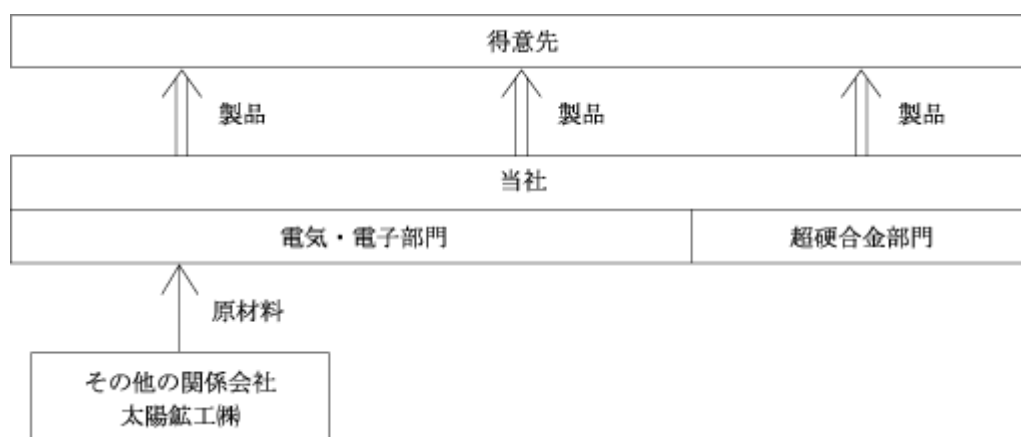 得意先
製品
製品
製品
当社
電気・電子部門
超硬合金部門
原材料
その他の関係会社
太陽鉱工㈱